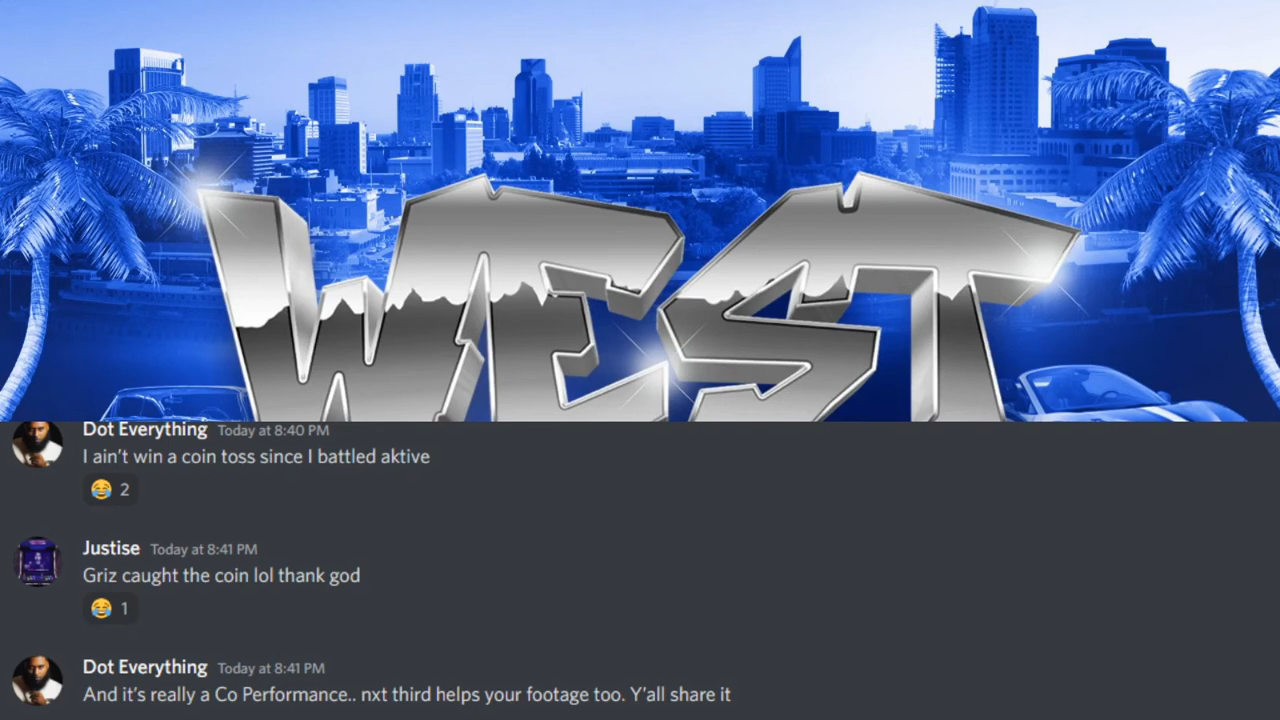 WEST
Dot Everything Today at 8:40 PM
I ain't win a coin toss since I battled aktive
😂 2
Justise Today at 8:41 PM
Griz caught the coin lol thank god
😂 1
Dot Everything Today at 8:41 PM
And it's really a Co Performance.. nxt third helps your footage too. Y'all share it